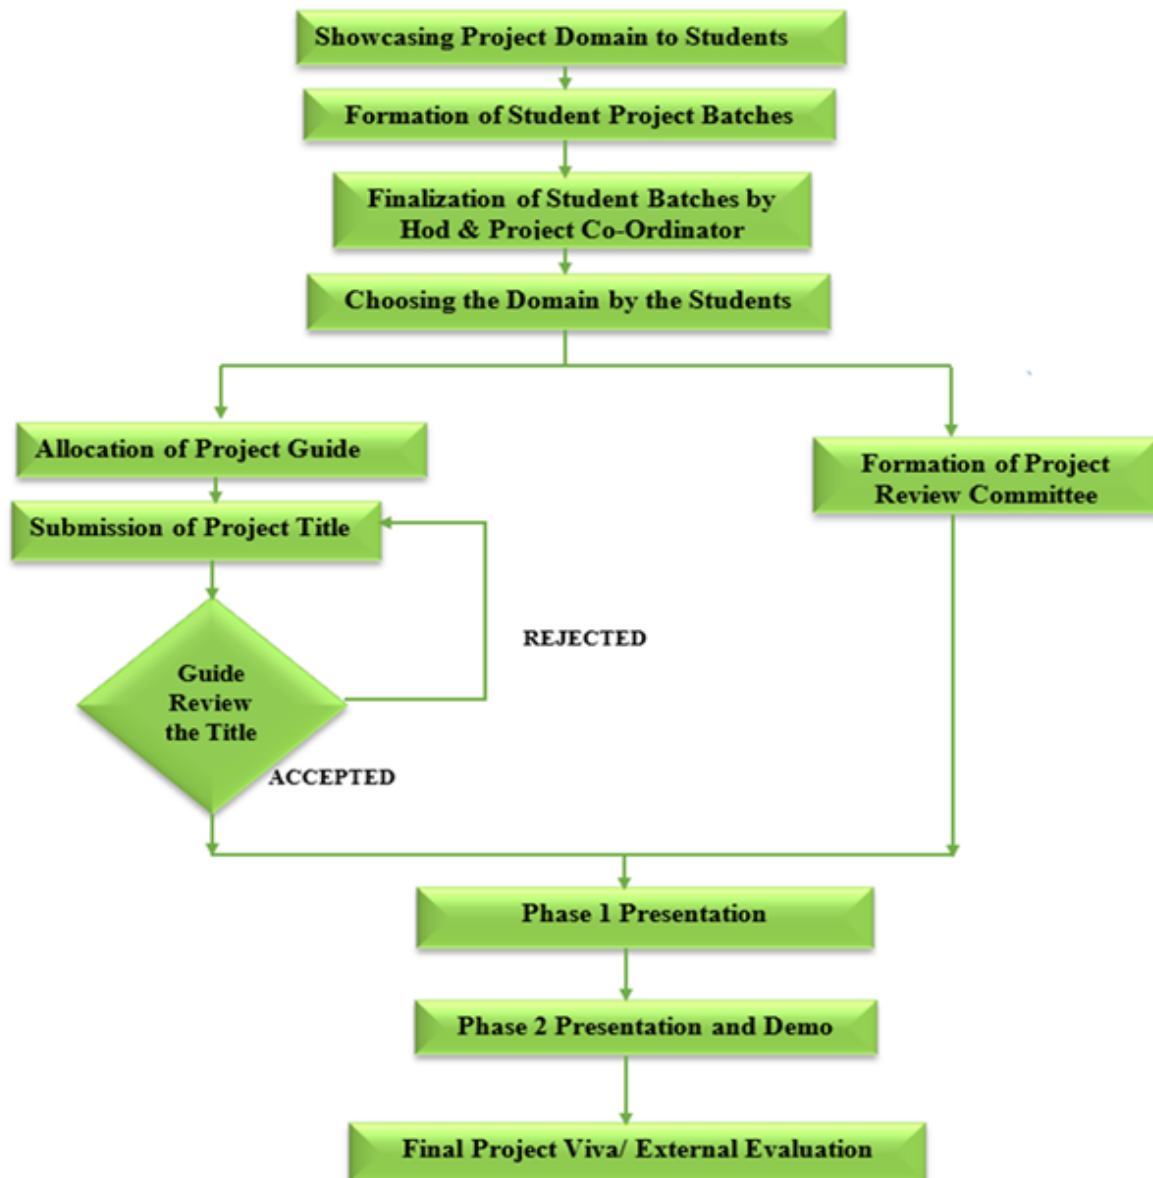 Showcasing Project Domain to Students
Formation of Student Project Batches
Finalization of Student Batches by
Hod & Project Co-Ordinator
Choosing the Domain by the Students
Allocation of Project Guide
Formation of Project
Review Committee
Submission of Project Title
REJECTED
Guide
Review
the Title
ACCEPTED
Phase 1 Presentation
Phase 2 Presentation and Demo
Final Project Viva/ External Evaluation